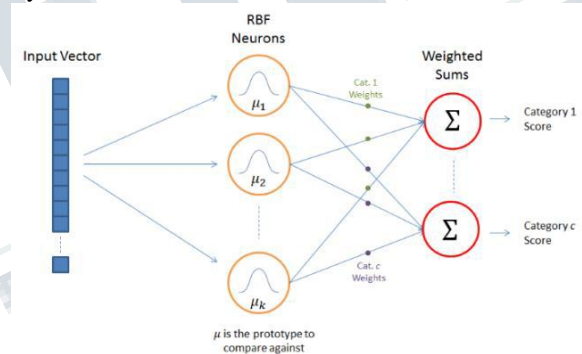 Input Vector
RBF
Neurons
μ1
μ2
μk
μ is the prototype to
compare against
Cat. 1
Weights
Cat. c
Weights
Weighted
Sums
Σ
Σ
Category 1
Score
Category c
Score